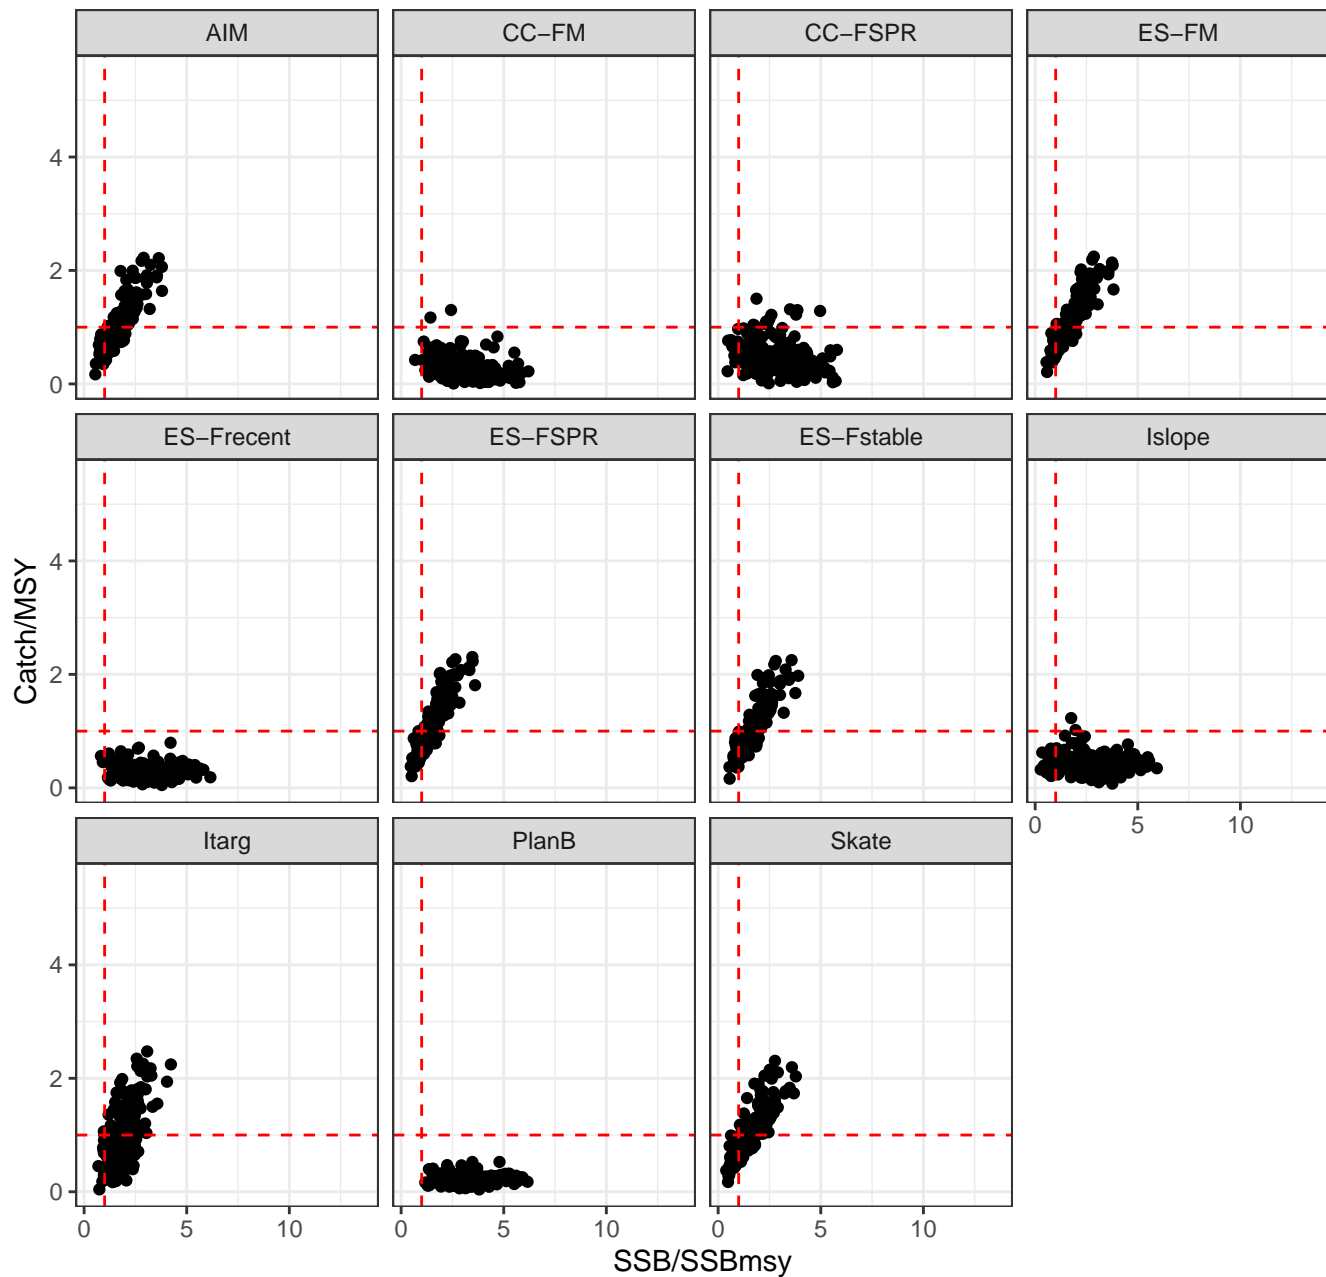 AIM
CC−FM
CC−FSPR
ES−FM
4
2
0
ES−Frecent
ES−FSPR
ES−Fstable
Islope
4
2
0
0 5 10
Itarg
PlanB
Skate
4
2
0
0 5 10
0 5 10
0 5 10
Catch/MSY
SSB/SSBmsy